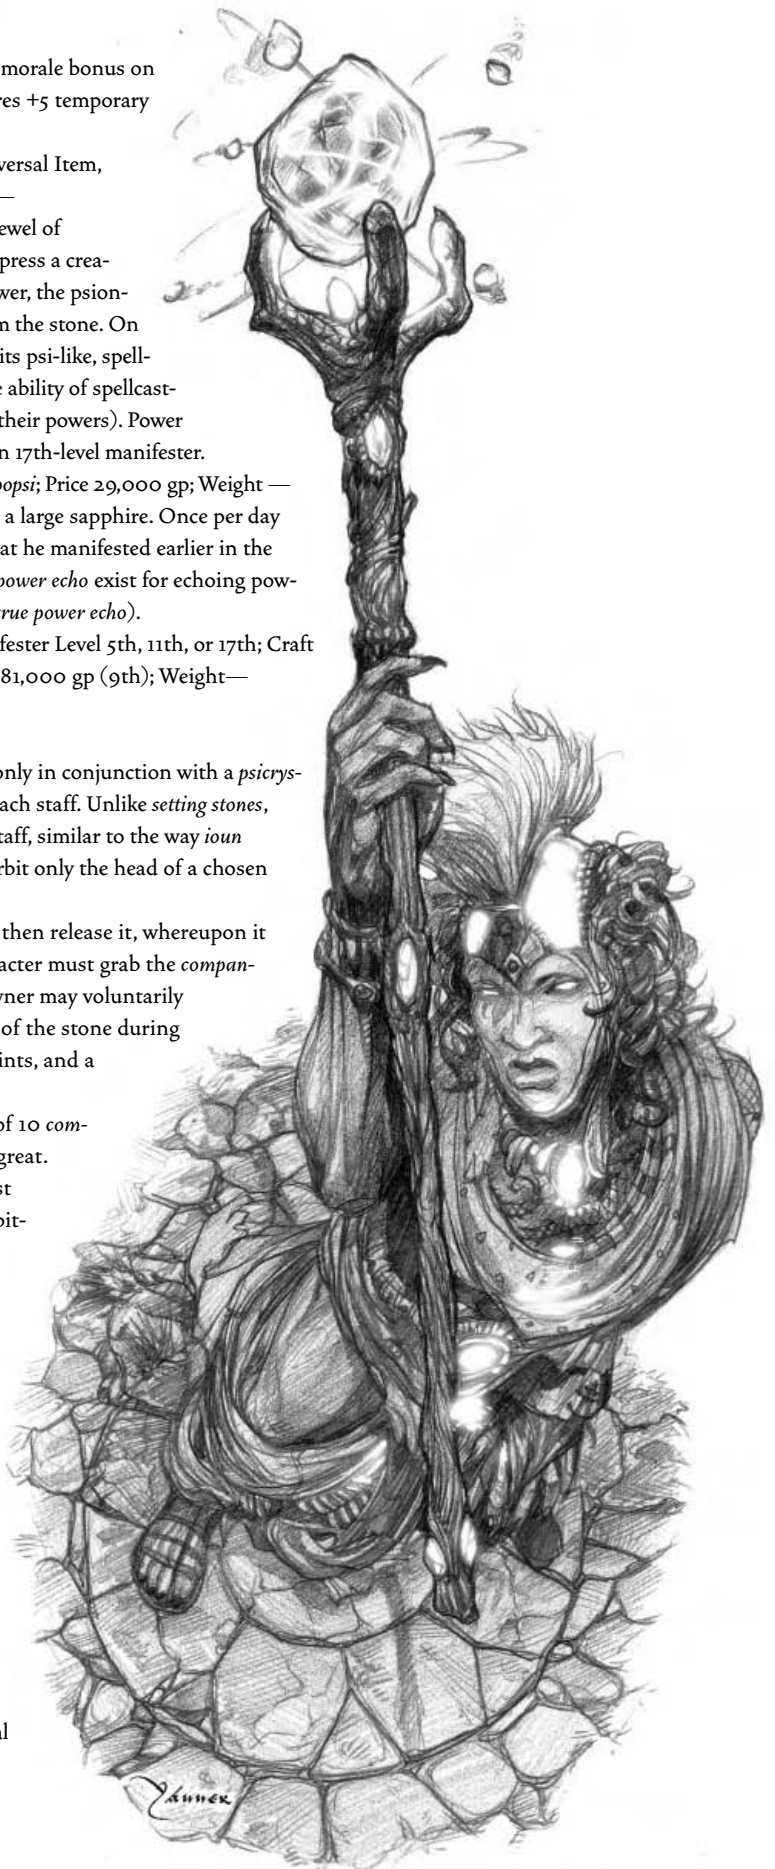 morale bonus on
res +5 temporary
versal Item,
—
ewel of
press a crea-
wer, the psion-
m the stone. On
its psi-like, spell-
e ability of spellcast-
their powers). Power
n 17th-level manifester.
oopsi; Price 29,000 gp; Weight —
a large sapphire. Once per day
at he manifested earlier in the
power echo exist for echoing pow-
true power echo).
fester Level 5th, 11th, or 17th; Craft
81,000 gp (9th); Weight—
only in conjunction with a psicrys-
ach staff. Unlike setting stones,
taff, similar to the way ioun
rbit only the head of a chosen
then release it, whereupon it
acter must grab the compan-
wner may voluntarily
of the stone during
ints, and a
of 10 com-
great.
st
bit-
al